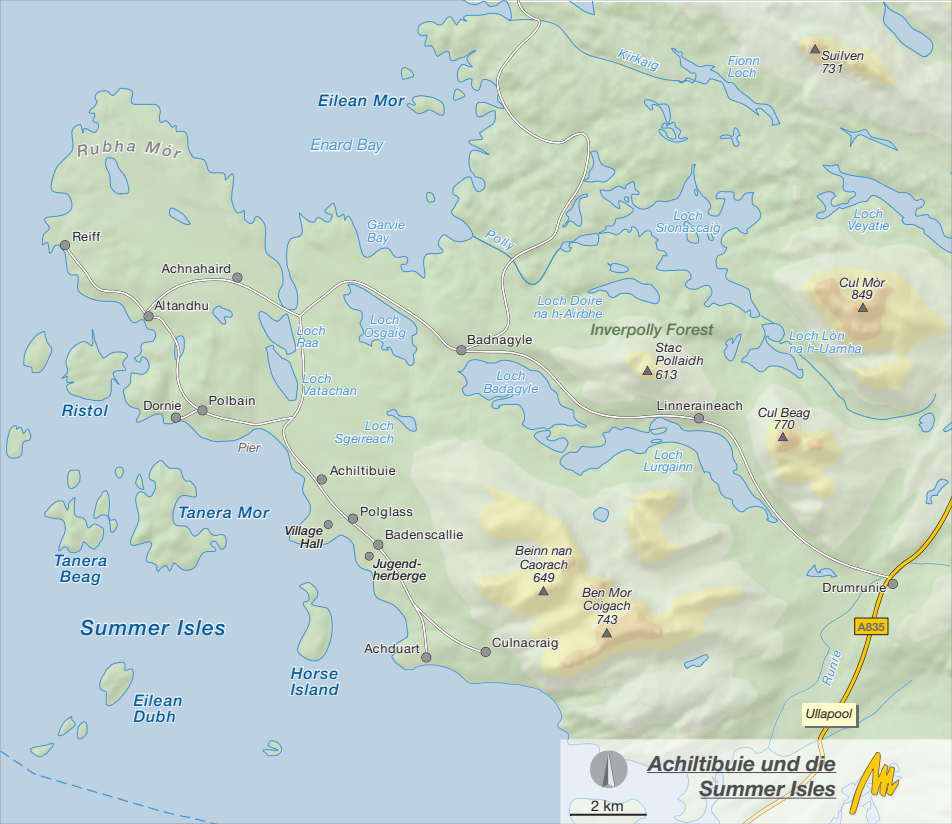 Kirkaig
Fionn
Loch
Suilven
731
Eilean Mor
Enard Bay
Rubha Mór
Garvie
Bay
Polly
Loch
Sionascaig
Loch
Veyatie
Reiff
Achnahaird
Altandhu
Cul Mòr
849
Loch Doire
na h-Airbhe
Inverpolly Forest
Loch
Raa
Loch
Osgaig
Badnagyle
Stac
Pollaidh
613
Loch Lòn
na h-Uamha
Loch
Vatachan
Loch
Badagyle
Ristol
Dornie
Polbain
Linneraineach
Cul Beag
770
Pier
Loch
Sgeireach
Loch
Lurgainn
Achiltibuie
Tanera Mor
Polglass
Village
Hall
Badenscallie
Jugend-
herberge
Tanera
Beag
Beinn nan
Caorach
649
Ben Mor
Coigach
743
Drumrunie
A835
Summer Isles
Achduart
Culnacraig
Horse
Island
Runie
Eilean
Dubh
Ullapool
Achiltibuie und die
Summer Isles
2 km